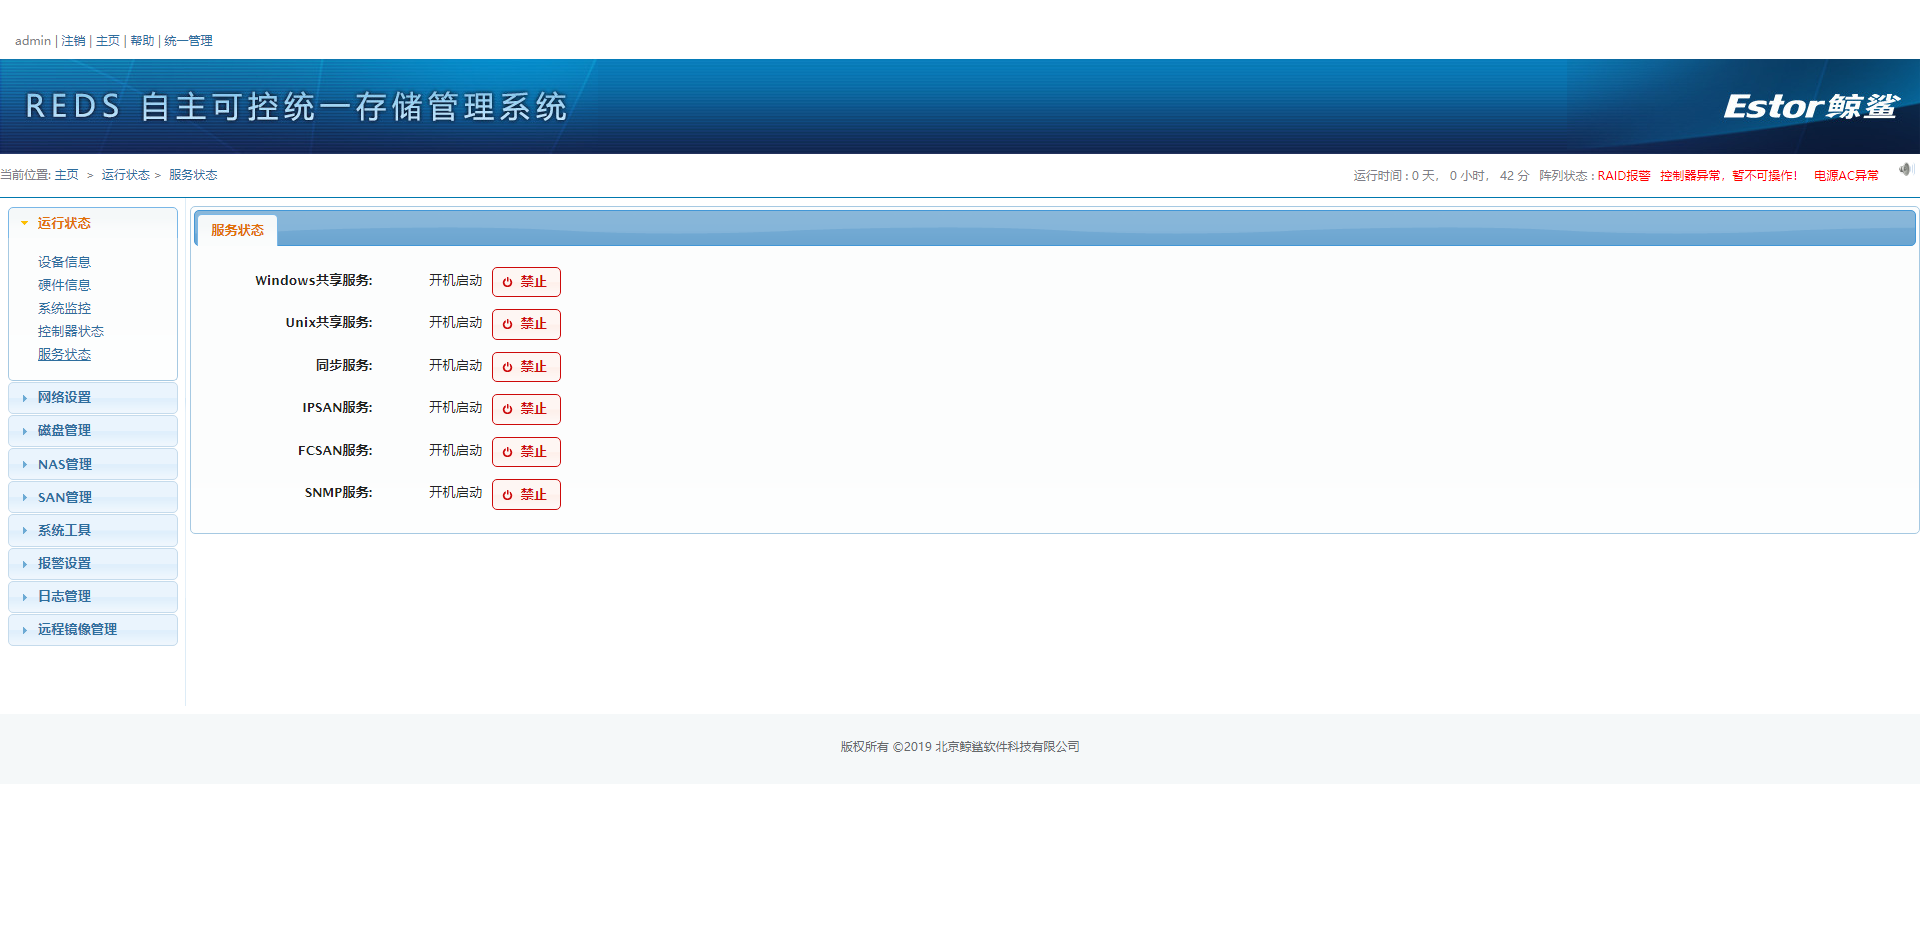 admin | 注销 | 主页 | 帮助 | 统一管理
REDS 自主可控统一存储管理系统
Estor鲸鲨
当前位置: 主页 > 运行状态 > 服务状态
运行时间 : 0 天, 0 小时, 42 分 阵列状态 : RAID报警 控制器异常，暂不可操作! 电源AC异常
运行状态
设备信息
硬件信息
系统监控
控制器状态
服务状态
网络设置
磁盘管理
NAS管理
SAN管理
系统工具
报警设置
日志管理
远程镜像管理
服务状态
Windows共享服务: 开机启动 禁止
Unix共享服务: 开机启动 禁止
同步服务: 开机启动 禁止
IPSAN服务: 开机启动 禁止
FCSAN服务: 开机启动 禁止
SNMP服务: 开机启动 禁止
版权所有 ©2019 北京鲸鲨软件科技有限公司